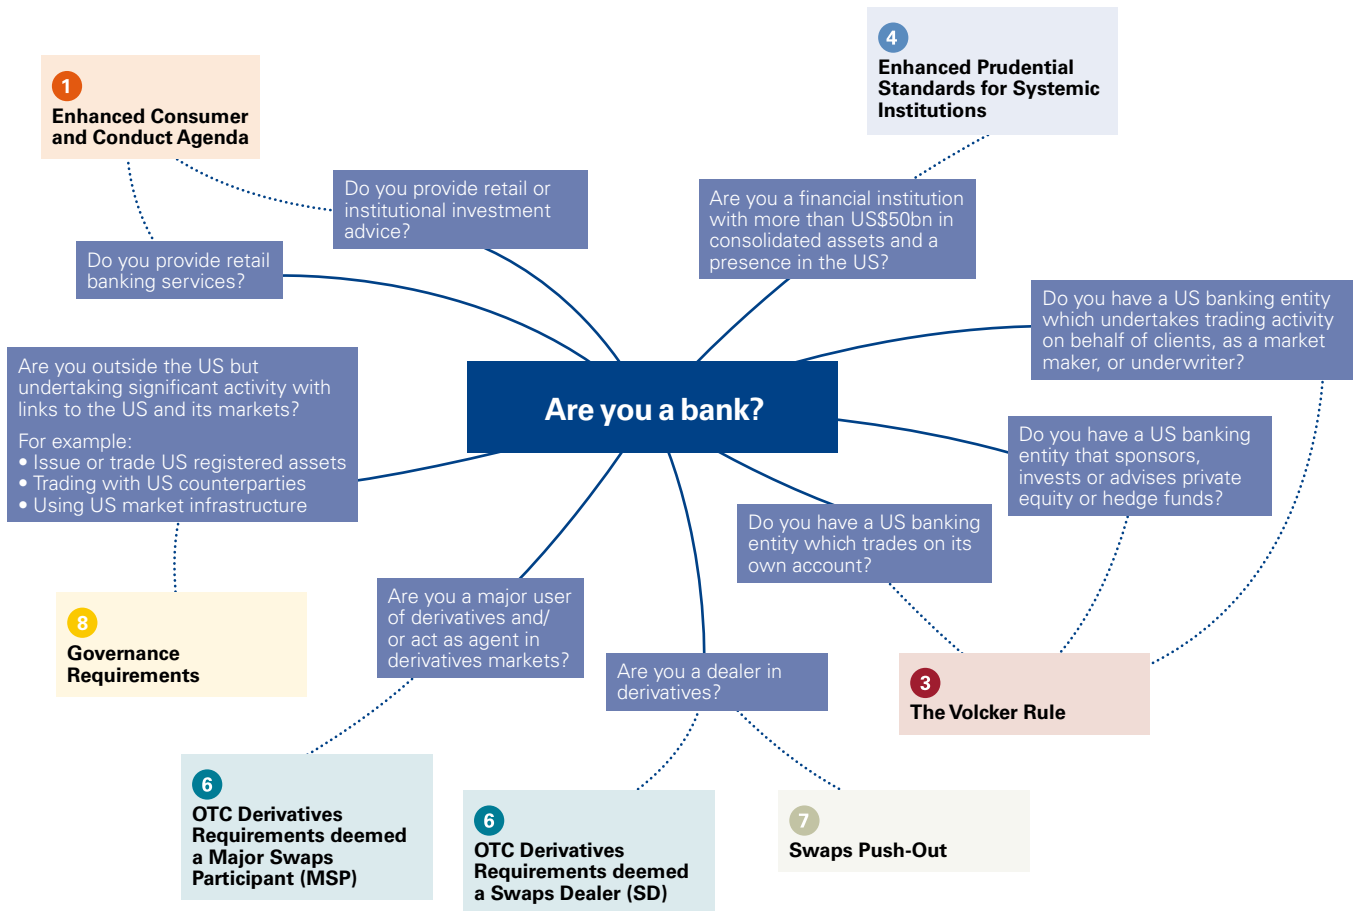 4
Enhanced Prudential
Standards for Systemic
Institutions
1
Enhanced Consumer
and Conduct Agenda
Do you provide retail or
institutional investment
advice?
Are you a financial institution
with more than US$50bn in
consolidated assets and a
presence in the US?
Do you provide retail
banking services?
Do you have a US banking entity
which undertakes trading activity
on behalf of clients, as a market
maker, or underwriter?
Are you outside the US but
undertaking significant activity with
links to the US and its markets?
For example:
• Issue or trade US registered assets
• Trading with US counterparties
• Using US market infrastructure
Are you a bank?
Do you have a US banking
entity that sponsors,
invests or advises private
equity or hedge funds?
Do you have a US banking
entity which trades on its
own account?
Are you a major user
of derivatives and/
or act as agent in
derivatives markets?
8
Governance
Requirements
Are you a dealer in
derivatives?
3
The Volcker Rule
6
OTC Derivatives
Requirements deemed
a Major Swaps
Participant (MSP)
6
OTC Derivatives
Requirements deemed
a Swaps Dealer (SD)
7
Swaps Push-Out